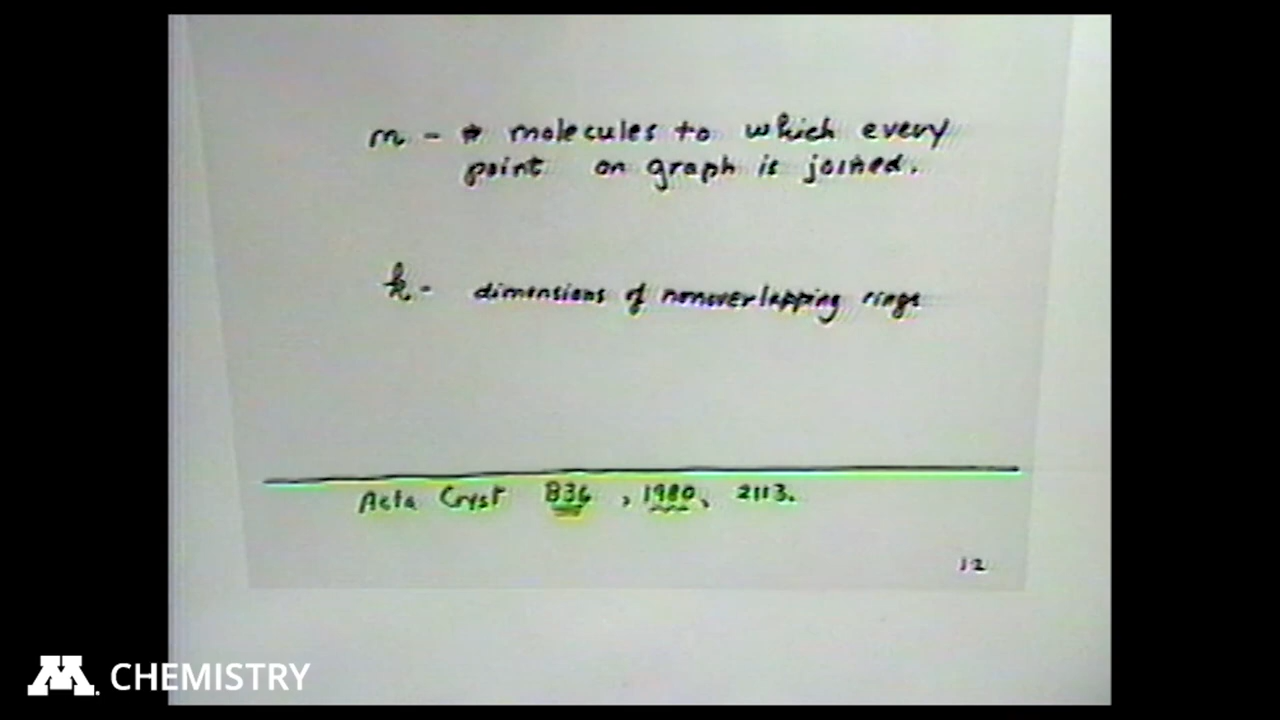 m - # molecules to which every
point on graph is joined.
k - dimensions of nonoverlapping rings
Acta Cryst B36, 1980, 2113.
12
M. CHEMISTRY